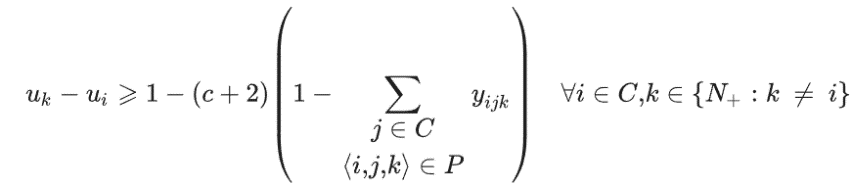 u_k − u_i ⩾ 1 − (c + 2) ( 1 − ∑_{j ∈ C, ⟨i,j,k⟩ ∈ P} y_{ijk} ) ∀i ∈ C,k ∈ {N_+ : k ≠ i}